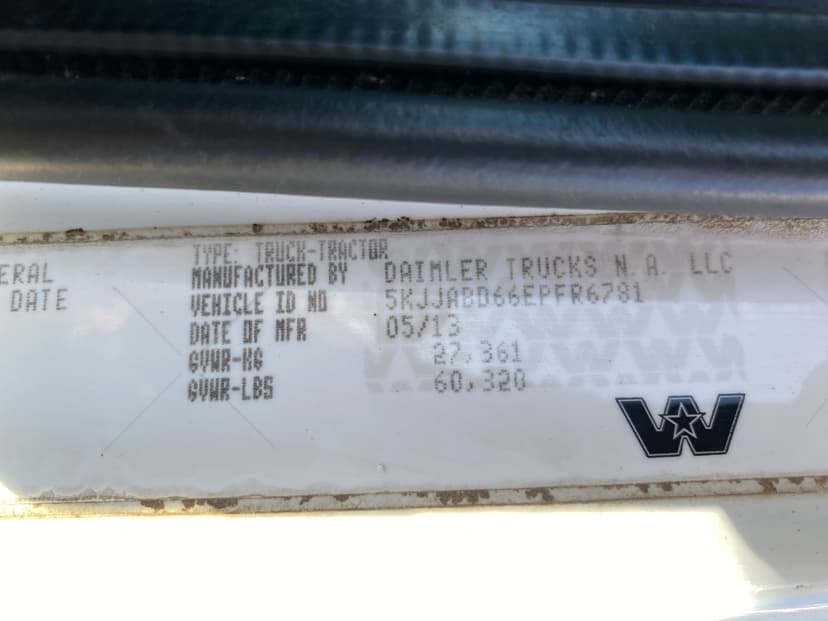 TYPE: TRUCK-TRACTOR
ERAL
MANUFACTURED BY DAIMLER TRUCKS N.A. LLC
DATE
VEHICLE ID NO 5KJJABD66EPFR6781
DATE OF MFR 05/13
GVWR-KG 27,361
GVWR-LBS 60,320
W